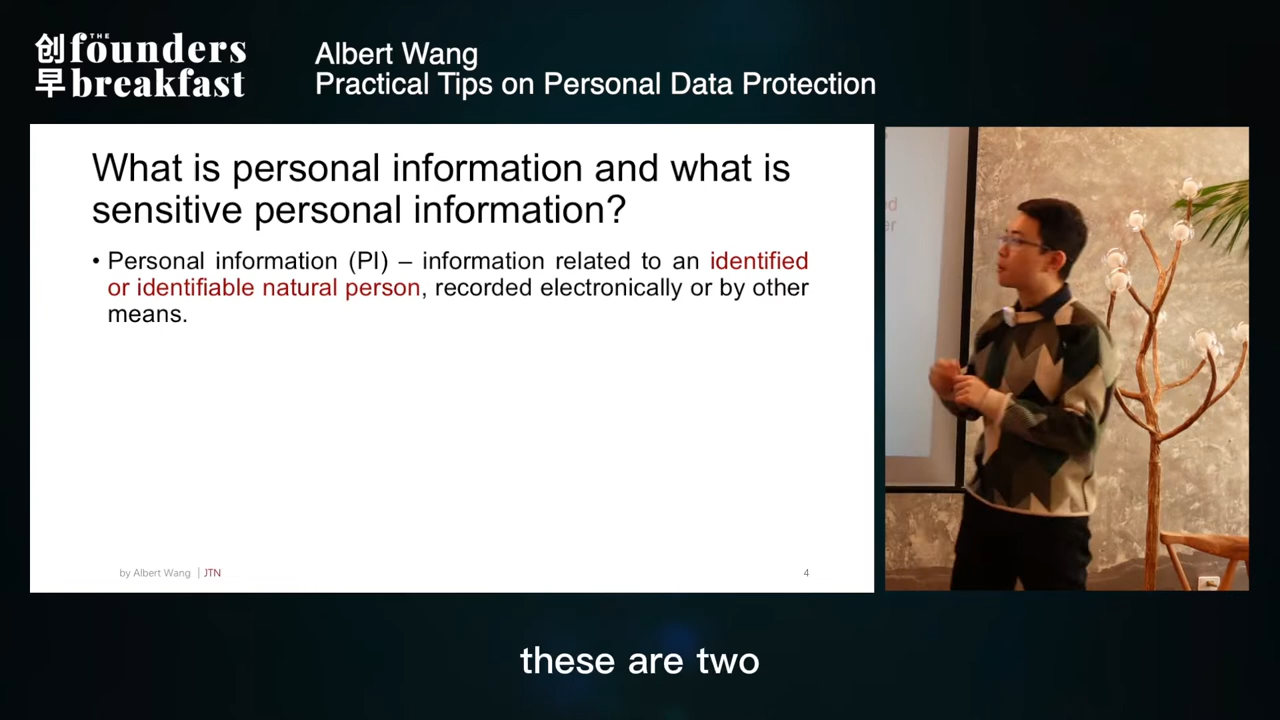 创 THE founders
早 breakfast
Albert Wang
Practical Tips on Personal Data Protection
What is personal information and what is
sensitive personal information?
• Personal information (PI) – information related to an identified
or identifiable natural person, recorded electronically or by other
means.
by Albert Wang | JTN
4
these are two